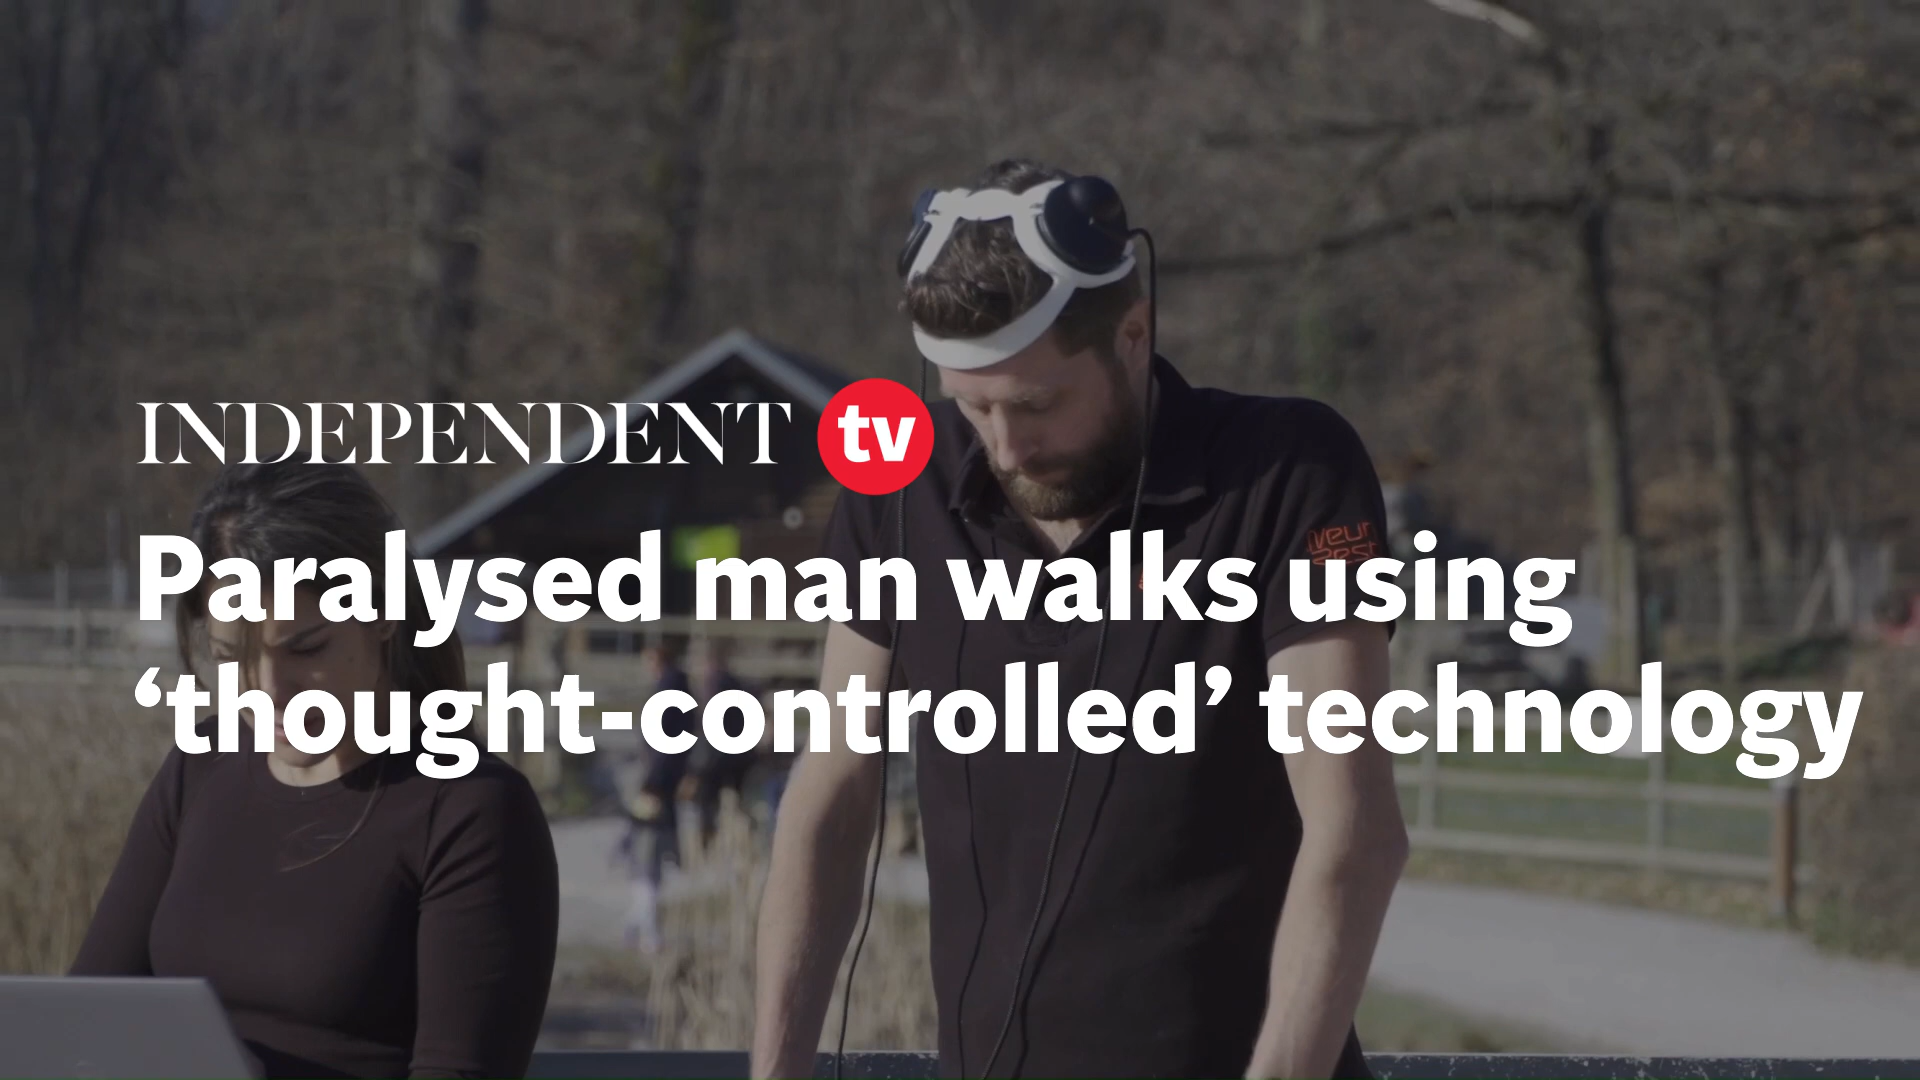 INDEPENDENT tv
Paralysed man walks using
‘thought-controlled’ technology